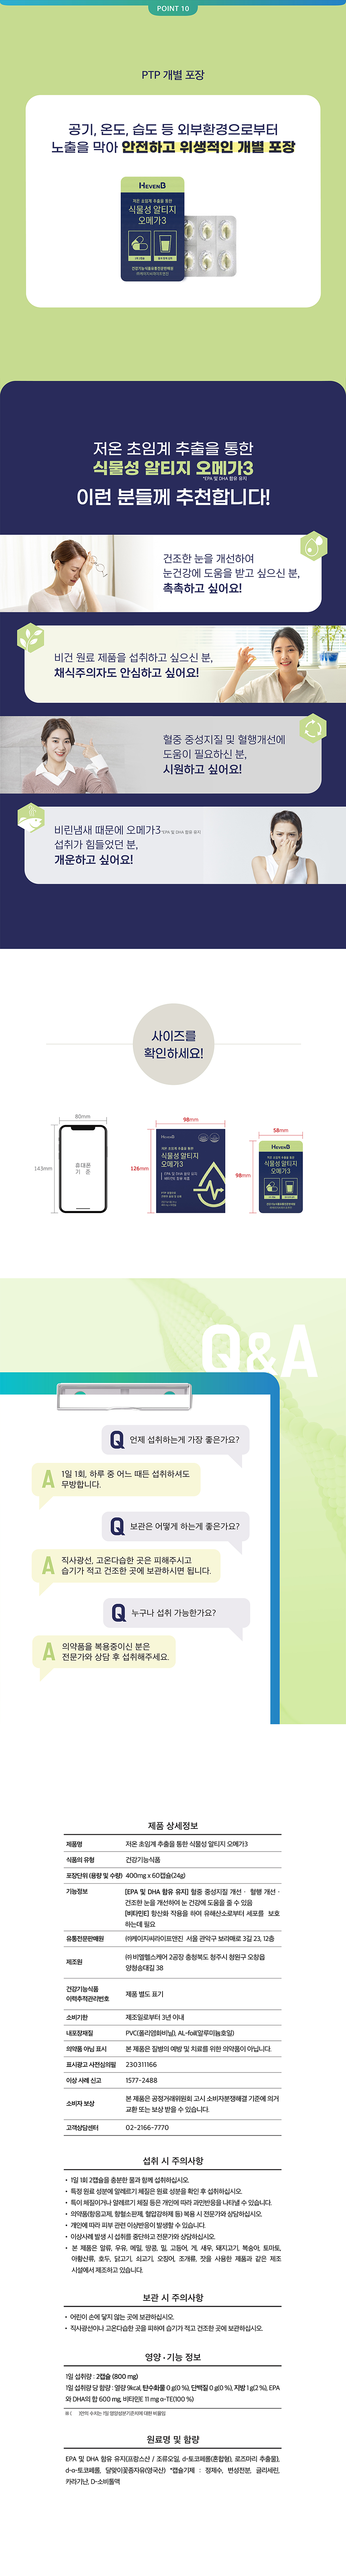 POINT 10
PTP 개별 포장
공기, 온도, 습도 등 외부환경으로부터
노출을 막아 안전하고 위생적인 개별 포장
HEVENB
저온 초임계 추출을 통한
식물성 알티지
오메가3
저온 초임계 추출을 통한
식물성 알티지 오메가3
*EPA 및 DHA 함유 유지
이런 분들께 추천합니다!
건조한 눈을 개선하여
눈건강에 도움을 받고 싶으신 분,
촉촉하고 싶어요!
비건 원료 제품을 섭취하고 싶으신 분,
채식주의자도 안심하고 싶어요!
혈중 중성지질 및 혈행개선에
도움이 필요하신 분,
시원하고 싶어요!
비린냄새 때문에 오메가3*EPA 및 DHA 함유 유지
섭취가 힘들었던 분,
개운하고 싶어요!
사이즈를
확인하세요!
80mm
143mm
휴대폰
기 준
98mm
126mm
HEVENB
식물성 알티지
오메가3
58mm
98mm
HEVENB
식물성 알티지
오메가3
Q&A
Q 언제 섭취하는게 가장 좋은가요?
A 1일 1회, 하루 중 어느 때든 섭취하셔도
무방합니다.
Q 보관은 어떻게 하는게 좋은가요?
A 직사광선, 고온다습한 곳은 피해주시고
습기가 적고 건조한 곳에 보관하시면 됩니다.
Q 누구나 섭취 가능한가요?
A 의약품을 복용중이신 분은
전문가와 상담 후 섭취해주세요.
제품 상세정보
제품명 저온 초임계 추출을 통한 식물성 알티지 오메가3
식품의 유형 건강기능식품
포장단위 (용량 및 수량) 400mg x 60캡슐(24g)
기능정보 [EPA 및 DHA 함유 유지] 혈중 중성지질 개선 · 혈행 개선 ·
건조한 눈을 개선하여 눈 건강에 도움을 줄 수 있음
[비타민E] 항산화 작용을 하여 유해산소로부터 세포를 보호
하는데 필요
유통전문판매원 ㈜케이지씨라이프앤진 서울 관악구 보라매로 3길 23, 12층
제조원 ㈜비엘헬스케어 2공장 충청북도 청주시 청원구 오창읍
양청송대길 38
건강기능식품
이력추적관리번호 제품 별도 표기
소비기한 제조일로부터 3년 이내
내포장재질 PVC(폴리염화비닐), AL-foil(알루미늄호일)
의약품 아님 표시 본 제품은 질병의 예방 및 치료를 위한 의약품이 아닙니다.
표시광고 사전심의필 230311166
이상 사례 신고 1577-2488
소비자 보상 본 제품은 공정거래위원회 고시 소비자분쟁해결 기준에 의거
교환 또는 보상 받을 수 있습니다.
고객상담센터 02-2166-7770
섭취 시 주의사항
• 1일 1회 2캡슐을 충분한 물과 함께 섭취하십시오.
• 특정 원료 성분에 알레르기 체질은 원료 성분을 확인 후 섭취하십시오.
• 특이 체질이거나 알레르기 체질 등은 개인에 따라 과민반응을 나타낼 수 있습니다.
• 의약품(항응고제, 항혈소판제, 혈압강하제 등) 복용 시 전문가와 상담하십시오.
• 개인에 따라 피부 관련 이상반응이 발생할 수 있습니다.
• 이상사례 발생 시 섭취를 중단하고 전문가와 상담하십시오.
• 본 제품은 알류, 우유, 메밀, 땅콩, 밀, 고등어, 게, 새우, 돼지고기, 복숭아, 토마토,
아황산류, 호두, 닭고기, 쇠고기, 오징어, 조개류, 잣을 사용한 제품과 같은 제조
시설에서 제조하고 있습니다.
보관 시 주의사항
• 어린이 손에 닿지 않는 곳에 보관하십시오.
• 직사광선이나 고온다습한 곳을 피하여 습기가 적고 건조한 곳에 보관하십시오.
영양·기능 정보
1일 섭취량 : 2캡슐 (800 mg)
1일 섭취량 당 함량 : 열량 9kcal, 탄수화물 0 g(0 %), 단백질 0 g(0 %), 지방 1 g(2 %), EPA
와 DHA의 합 600 mg, 비타민E 11 mg α-TE(100 %)
※ ( )안의 수치는 1일 영양성분기준치에 대한 비율임
원료명 및 함량
EPA 및 DHA 함유 유지{프랑스산 / 조류오일, d-토코페롤(혼합형), 로즈마리 추출물},
d-α-토코페롤, 달맞이꽃종자유(영국산) *캡슐기제 : 정제수, 변성전분, 글리세린,
카라기난, D-소비톨액